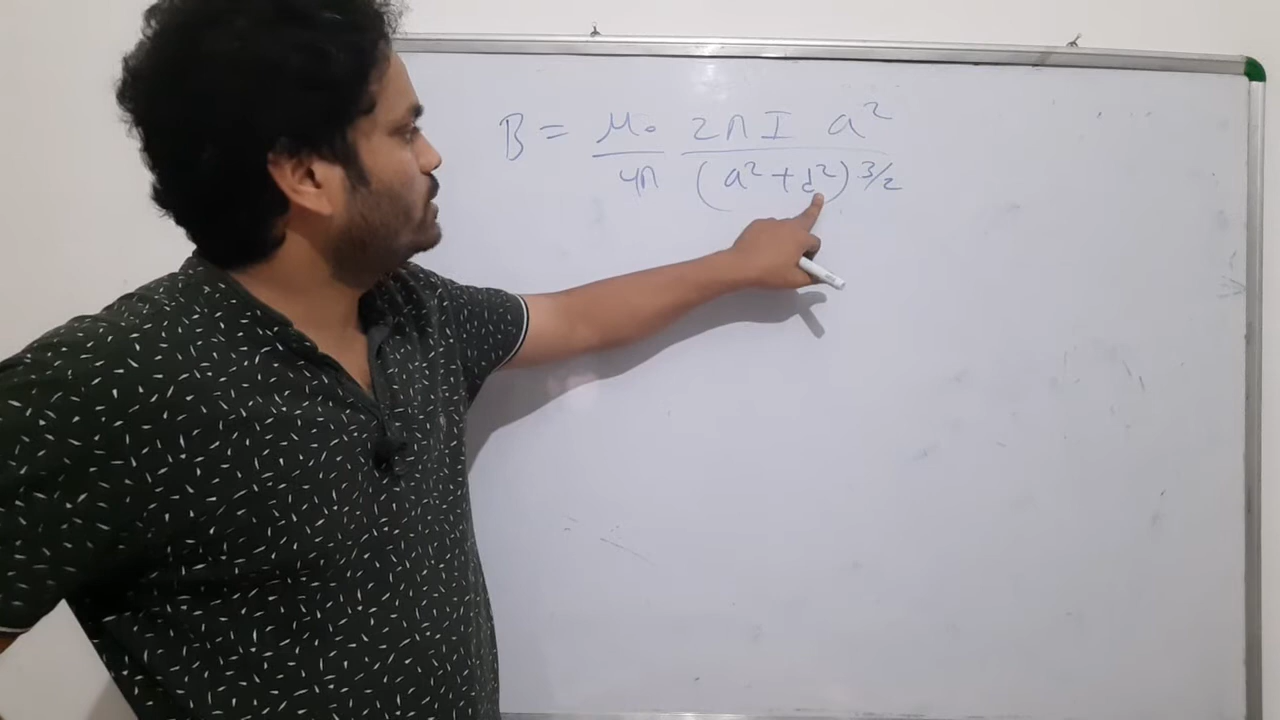 B = μ₀/4π 2πI a²/(a²+d²)^3/2